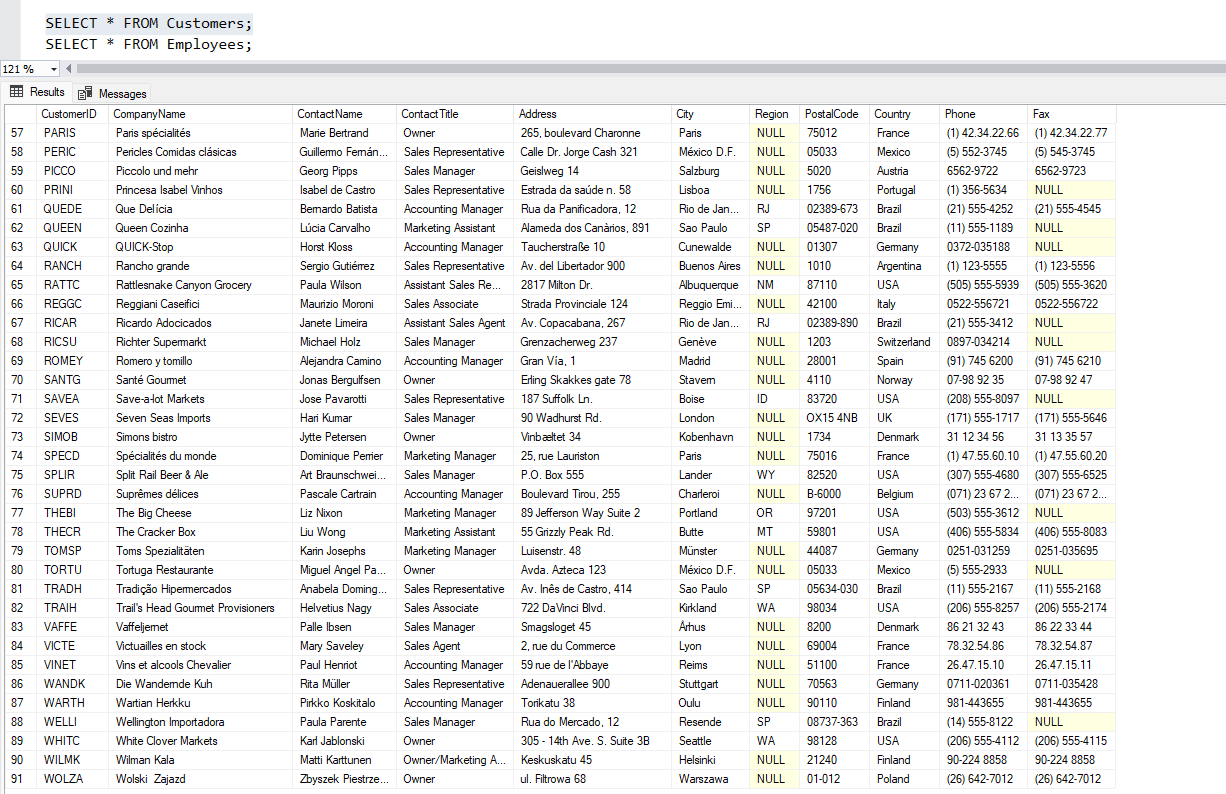 SELECT * FROM Customers;
SELECT * FROM Employees;
121 %
Results Messages
CustomerID CompanyName ContactName ContactTitle Address City Region PostalCode Country Phone Fax
57 PARIS Paris spécialités Marie Bertrand Owner 265, boulevard Charonne Paris NULL 75012 France (1) 42.34.22.66 (1) 42.34.22.77
58 PERIC Pericles Comidas clásicas Guillermo Fernán... Sales Representative Calle Dr. Jorge Cash 321 México D.F. NULL 05033 Mexico (5) 552-3745 (5) 545-3745
59 PICCO Piccolo und mehr Georg Pipps Sales Manager Geislweg 14 Salzburg NULL 5020 Austria 6562-9722 6562-9723
60 PRINI Princesa Isabel Vinhos Isabel de Castro Sales Representative Estrada da saúde n. 58 Lisboa NULL 1756 Portugal (1) 356-5634 NULL
61 QUEDE Que Delícia Bernardo Batista Accounting Manager Rua da Panificadora, 12 Rio de Jan... RJ 02389-673 Brazil (21) 555-4252 (21) 555-4545
62 QUEEN Queen Cozinha Lúcia Carvalho Marketing Assistant Alameda dos Canàrios, 891 Sao Paulo SP 05487-020 Brazil (11) 555-1189 NULL
63 QUICK QUICK-Stop Horst Kloss Accounting Manager Taucherstraße 10 Cunewalde NULL 01307 Germany 0372-035188 NULL
64 RANCH Rancho grande Sergio Gutiérrez Sales Representative Av. del Libertador 900 Buenos Aires NULL 1010 Argentina (1) 123-5555 (1) 123-5556
65 RATTC Rattlesnake Canyon Grocery Paula Wilson Assistant Sales Re... 2817 Milton Dr. Albuquerque NM 87110 USA (505) 555-5939 (505) 555-3620
66 REGGC Reggiani Caseifici Maurizio Moroni Sales Associate Strada Provinciale 124 Reggio Emi... NULL 42100 Italy 0522-556721 0522-556722
67 RICAR Ricardo Adocicados Janete Limeira Assistant Sales Agent Av. Copacabana, 267 Rio de Jan... RJ 02389-890 Brazil (21) 555-3412 NULL
68 RICSU Richter Supermarkt Michael Holz Sales Manager Grenzacherweg 237 Genève NULL 1203 Switzerland 0897-034214 NULL
69 ROMEY Romero y tomillo Alejandra Camino Accounting Manager Gran Vía, 1 Madrid NULL 28001 Spain (91) 745 6200 (91) 745 6210
70 SANTG Santé Gourmet Jonas Bergulfsen Owner Erling Skakkes gate 78 Stavern NULL 4110 Norway 07-98 92 35 07-98 92 47
71 SAVEA Save-a-lot Markets Jose Pavarotti Sales Representative 187 Suffolk Ln. Boise ID 83720 USA (208) 555-8097 NULL
72 SEVES Seven Seas Imports Hari Kumar Sales Manager 90 Wadhurst Rd. London NULL OX15 4NB UK (171) 555-1717 (171) 555-5646
73 SIMOB Simons bistro Jytte Petersen Owner Vinbæltet 34 Kobenhavn NULL 1734 Denmark 31 12 34 56 31 13 35 57
74 SPECD Spécialités du monde Dominique Perrier Marketing Manager 25, rue Lauriston Paris NULL 75016 France (1) 47.55.60.10 (1) 47.55.60.20
75 SPLIR Split Rail Beer & Ale Art Braunschwei... Sales Manager P.O. Box 555 Lander WY 82520 USA (307) 555-4680 (307) 555-6525
76 SUPRD Suprêmes délices Pascale Cartrain Accounting Manager Boulevard Tirou, 255 Charleroi NULL B-6000 Belgium (071) 23 67 2... (071) 23 67 2...
77 THEBI The Big Cheese Liz Nixon Marketing Manager 89 Jefferson Way Suite 2 Portland OR 97201 USA (503) 555-3612 NULL
78 THECR The Cracker Box Liu Wong Marketing Assistant 55 Grizzly Peak Rd. Butte MT 59801 USA (406) 555-5834 (406) 555-8083
79 TOMSP Toms Spezialitäten Karin Josephs Marketing Manager Luisenstr. 48 Münster NULL 44087 Germany 0251-031259 0251-035695
80 TORTU Tortuga Restaurante Miguel Angel Pa... Owner Avda. Azteca 123 México D.F. NULL 05033 Mexico (5) 555-2933 NULL
81 TRADH Tradição Hipermercados Anabela Doming... Sales Representative Av. Inês de Castro, 414 Sao Paulo SP 05634-030 Brazil (11) 555-2167 (11) 555-2168
82 TRAIH Trail's Head Gourmet Provisioners Helvetius Nagy Sales Associate 722 DaVinci Blvd. Kirkland WA 98034 USA (206) 555-8257 (206) 555-2174
83 VAFFE Vaffeljernet Palle Ibsen Sales Manager Smagsloget 45 Århus NULL 8200 Denmark 86 21 32 43 86 22 33 44
84 VICTE Victuailles en stock Mary Saveley Sales Agent 2, rue du Commerce Lyon NULL 69004 France 78.32.54.86 78.32.54.87
85 VINET Vins et alcools Chevalier Paul Henriot Accounting Manager 59 rue de l'Abbaye Reims NULL 51100 France 26.47.15.10 26.47.15.11
86 WANDK Die Wandernde Kuh Rita Müller Sales Representative Adenauerallee 900 Stuttgart NULL 70563 Germany 0711-020361 0711-035428
87 WARTH Wartian Herkku Pirkko Koskitalo Accounting Manager Torikatu 38 Oulu NULL 90110 Finland 981-443655 981-443655
88 WELLI Wellington Importadora Paula Parente Sales Manager Rua do Mercado, 12 Resende SP 08737-363 Brazil (14) 555-8122 NULL
89 WHITC White Clover Markets Karl Jablonski Owner 305 - 14th Ave. S. Suite 3B Seattle WA 98128 USA (206) 555-4112 (206) 555-4115
90 WILMK Wilman Kala Matti Karttunen Owner/Marketing A... Keskuskatu 45 Helsinki NULL 21240 Finland 90-224 8858 90-224 8858
91 WOLZA Wolski Zajazd Zbyszek Piestrze... Owner ul. Filtrowa 68 Warszawa NULL 01-012 Poland (26) 642-7012 (26) 642-7012